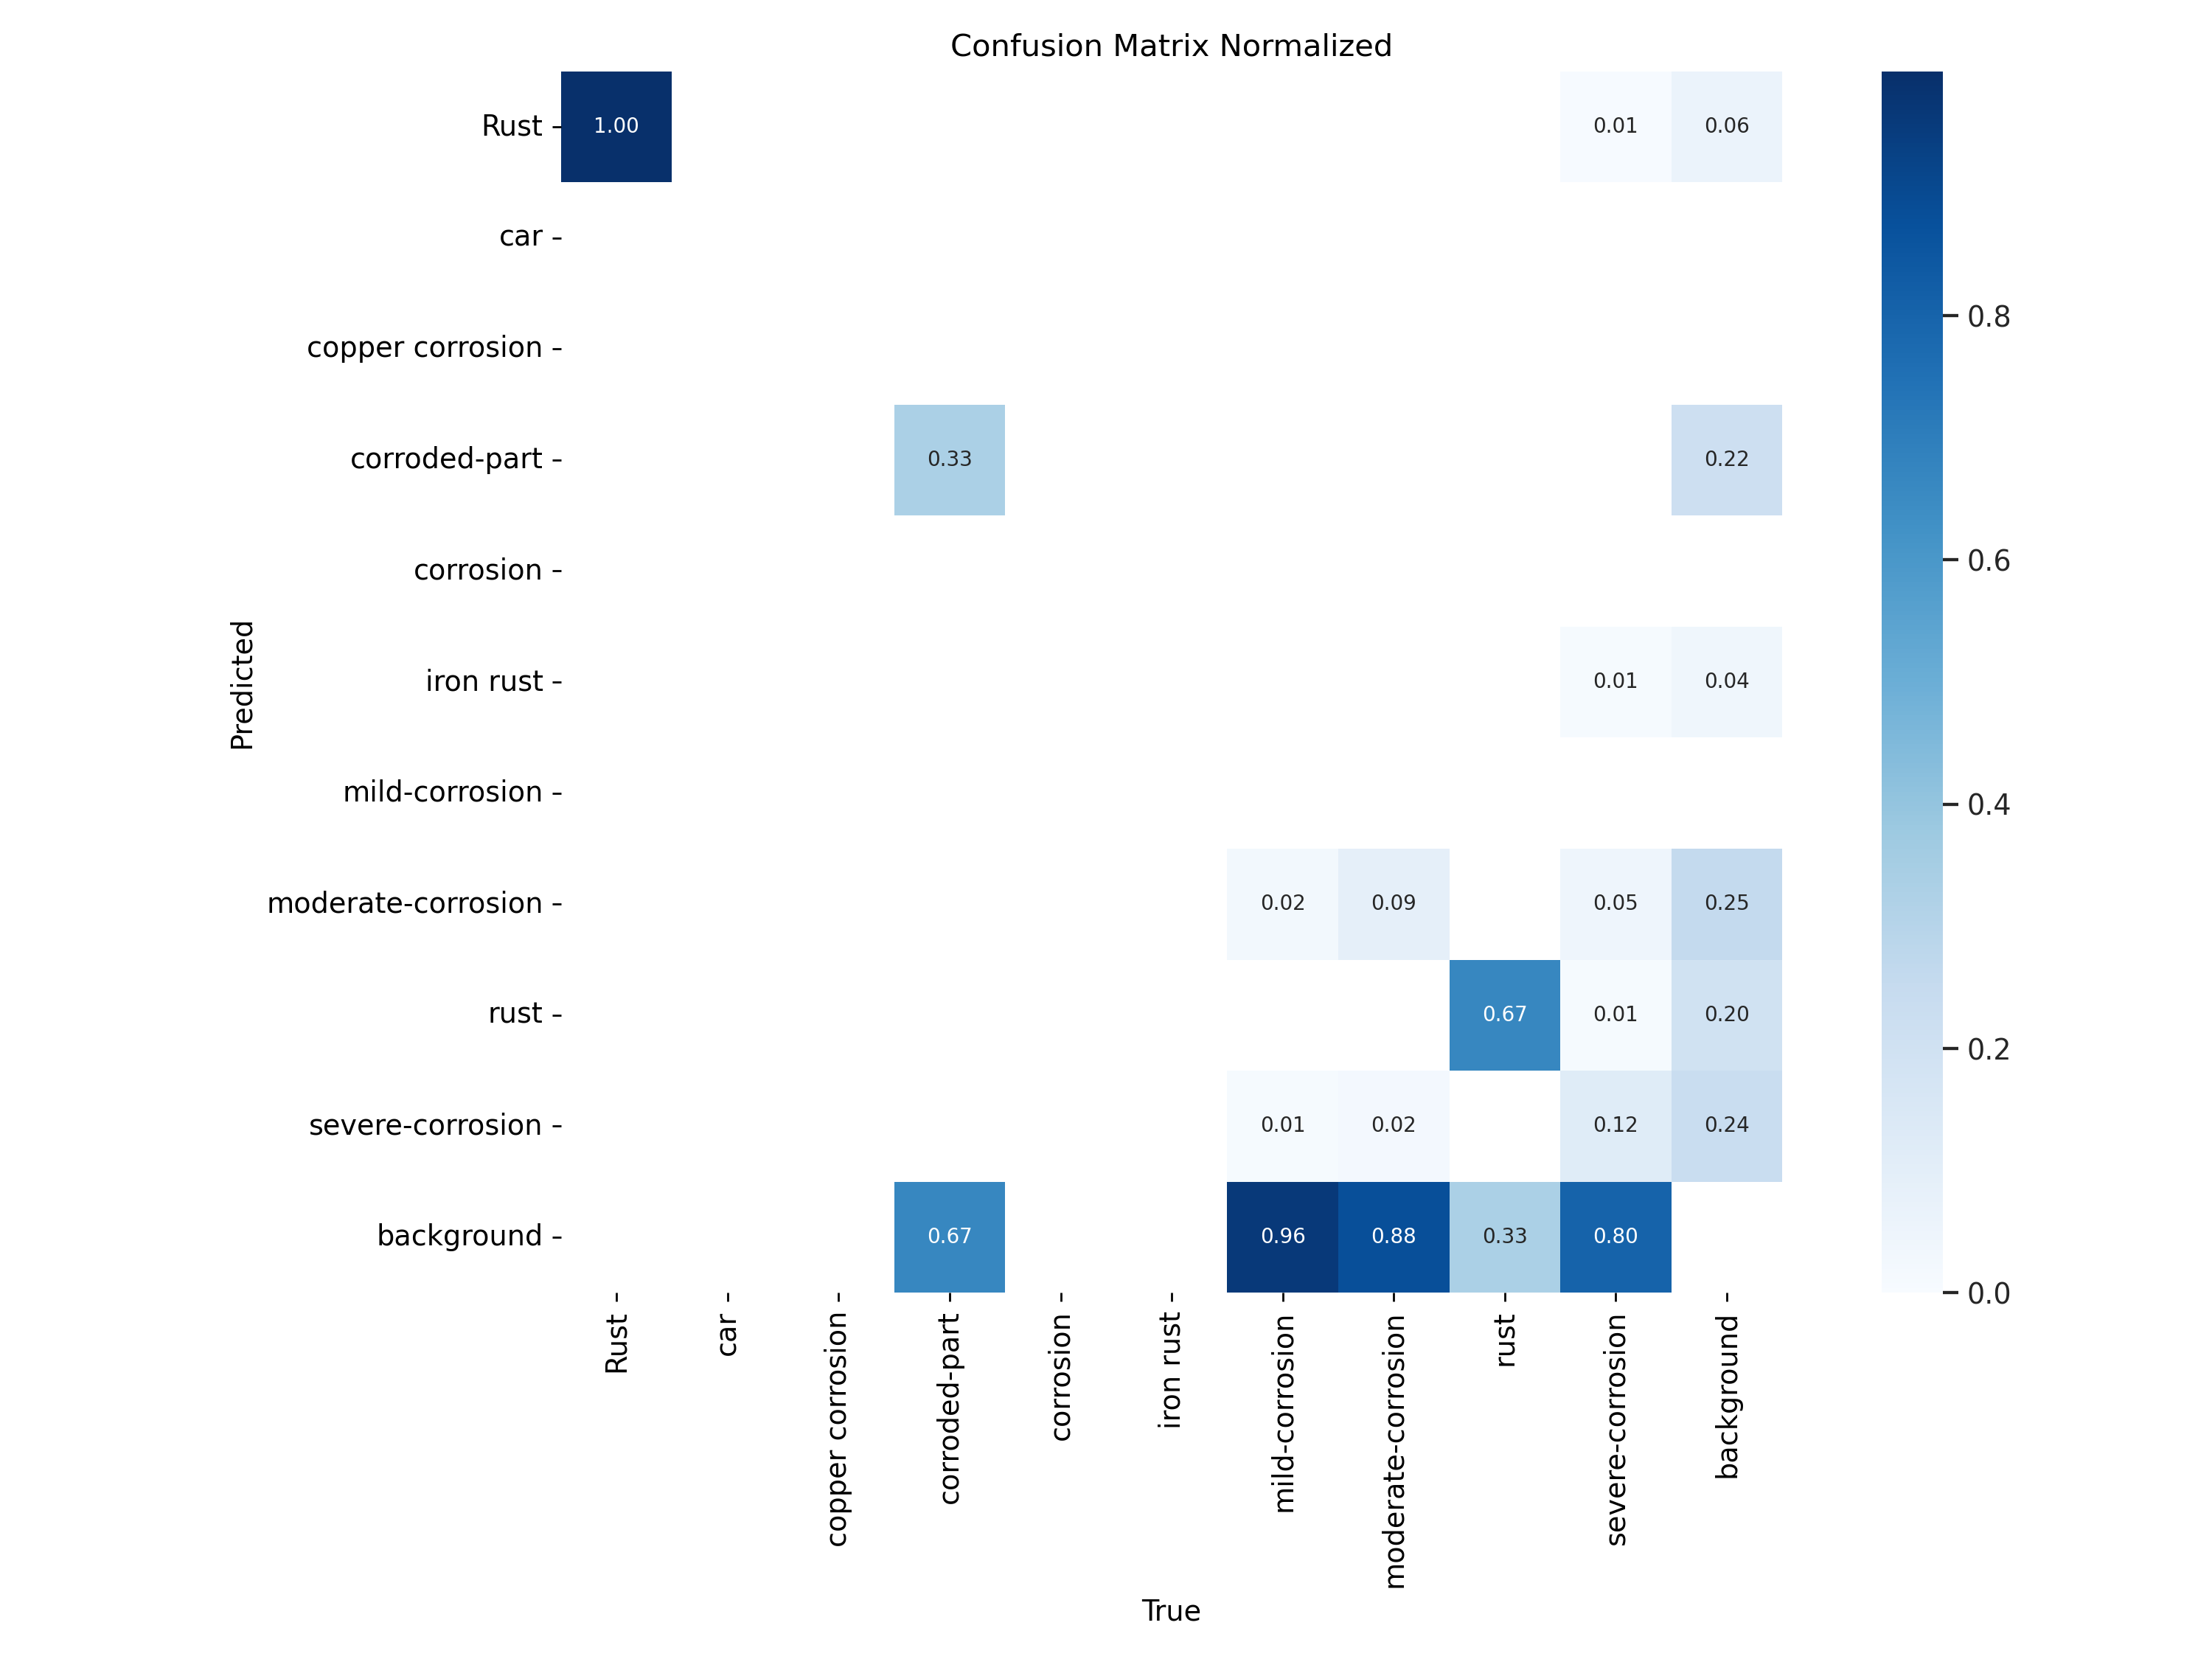 Confusion Matrix Normalized
Rust
1.00
0.01
0.06
car
copper corrosion
0.8
corroded-part
0.33
0.22
corrosion
0.6
Predicted
iron rust
0.01
0.04
mild-corrosion
0.4
moderate-corrosion
0.02
0.09
0.05
0.25
rust
0.67
0.01
0.20
0.2
severe-corrosion
0.01
0.02
0.12
0.24
background
0.67
0.96
0.88
0.33
0.80
0.0
Rust
car
copper corrosion
corroded-part
corrosion
iron rust
mild-corrosion
moderate-corrosion
rust
severe-corrosion
background
True